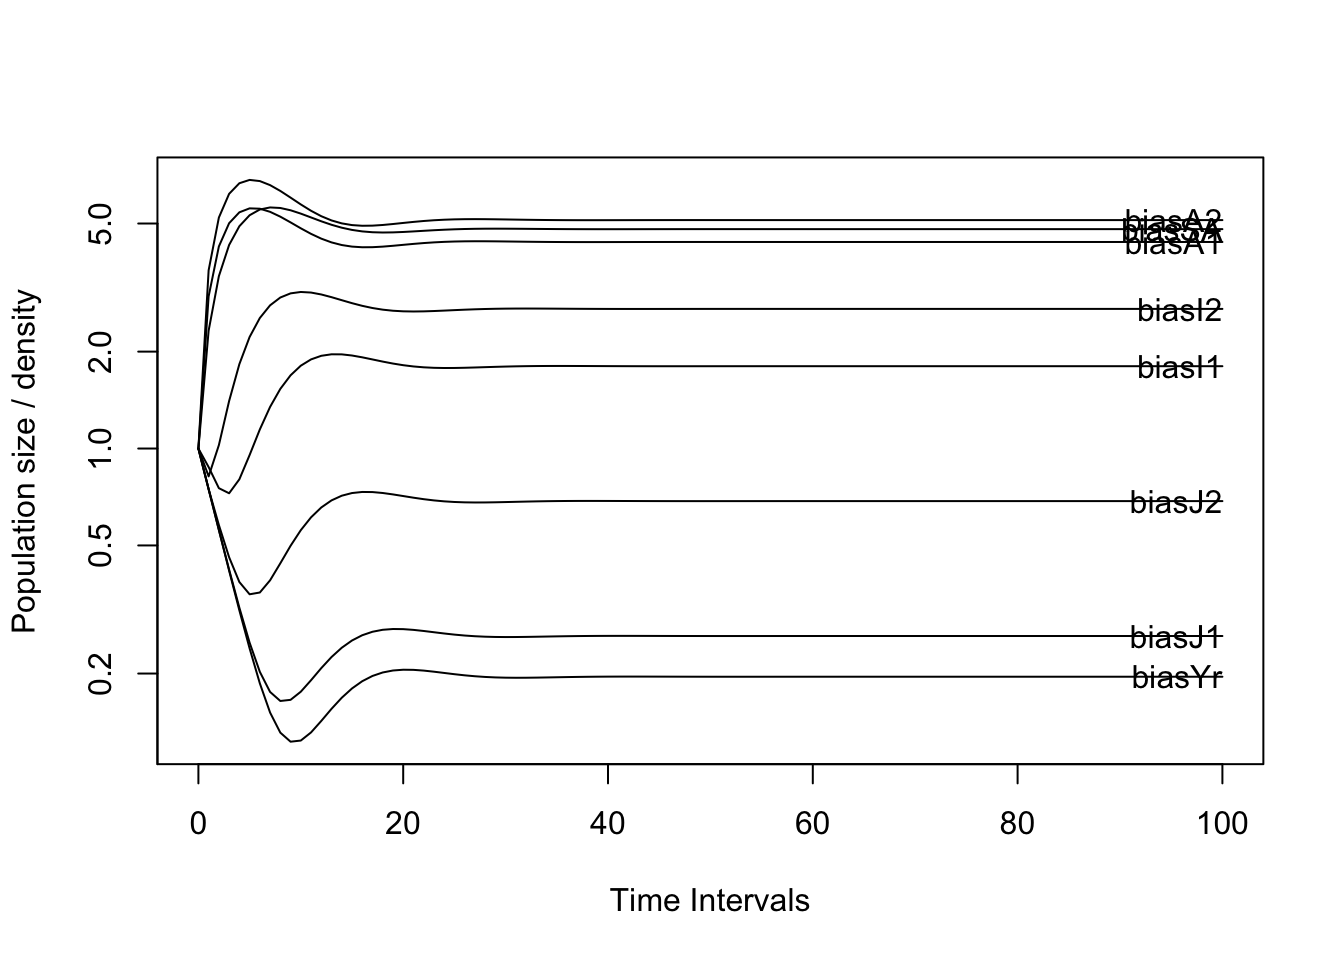 5.0
2.0
1.0
0.5
0.2
Population size / density
biasA2
biasSA
biasA1
biasI2
biasI1
biasJ2
biasJ1
biasYr
0 20 40 60 80 100
Time Intervals